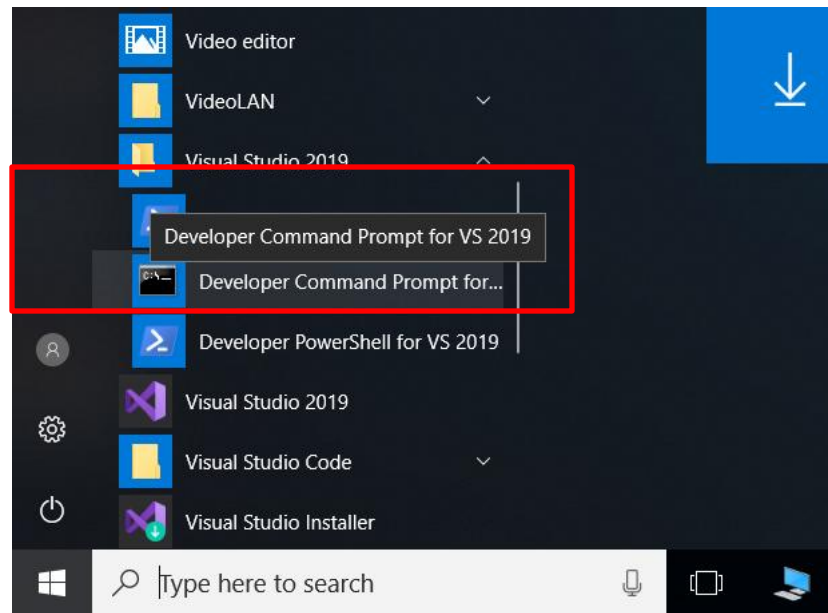 Video editor
VideoLAN
Visual Studio 2019
Developer Command Prompt for VS 2019
C:\
Developer Command Prompt for...
Developer PowerShell for VS 2019
Visual Studio 2019
Visual Studio Code
Visual Studio Installer
Type here to search